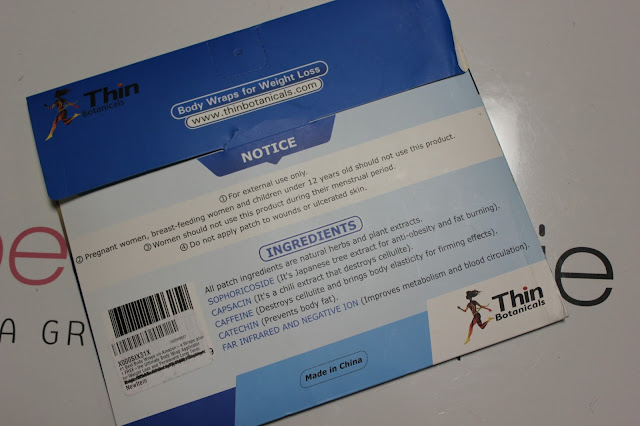 Thin
Botanicals
Body Wraps for Weight Loss
www.thinbotanicals.com
NOTICE
① For external use only.
② Pregnant women, breast-feeding women and children under 12 years old should not use this product.
③ Women should not use this product during their menstrual period.
④ Do not apply patch to wounds or ulcerated skin.
INGREDIENTS
All patch ingredients are natural herbs and plant extracts.
SOPHORICOSIDE (It's Japanese tree extract for anti-obesity and fat burning).
CAPSACIN (It's a chili extract that destroys cellulite).
CAFFEINE (Destroys cellulite and brings body elasticity for firming effects).
CATECHIN (Prevents body fat).
FAR INFRARED AND NEGATIVE ION (Improves metabolism and blood circulation).
X000SJX31X
New Item
Made in China
Thin
Botanicals
A GR
ie